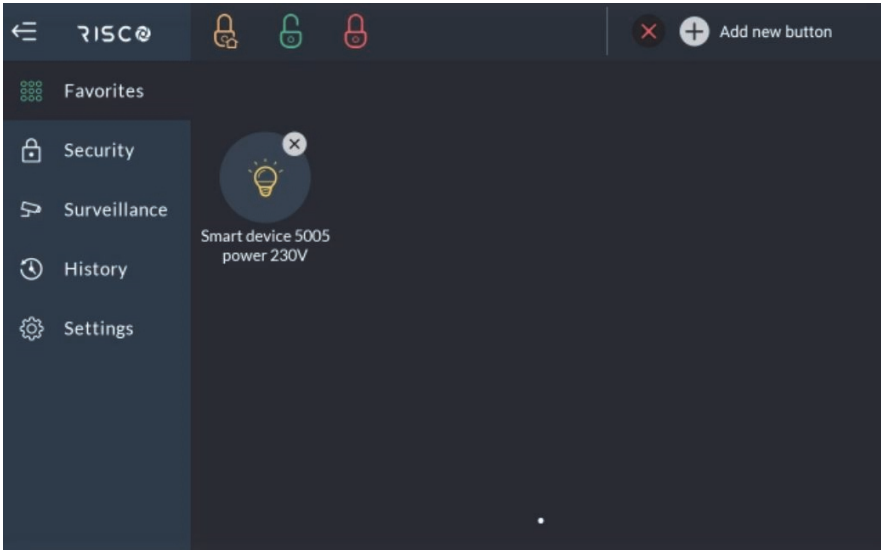 RISCO
Add new button
Favorites
Security
Surveillance
History
Settings
Smart device 5005
power 230V